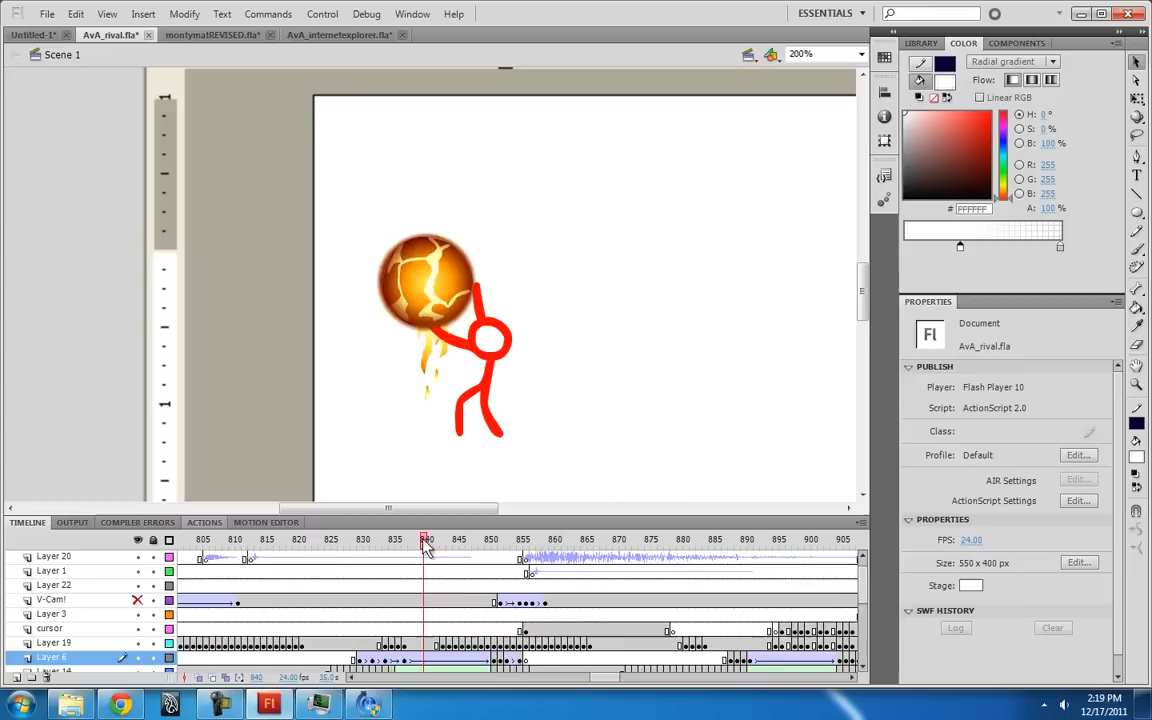 Fl File Edit View Insert Modify Text Commands Control Debug Window Help ESSENTIALS
Untitled-1* AvA_rival.fla* montymatREVISED.fla* AvA_internetexplorer.fla*
Scene 1 200%
LIBRARY COLOR COMPONENTS
Radial gradient
Flow:
Linear RGB
H: 0 °
S: 0 %
B: 100 %
R: 255
G: 255
B: 255
# FFFFFF A: 100 %
PROPERTIES
Fl Document
AvA_rival.fla
PUBLISH
Player: Flash Player 10
Script: ActionScript 2.0
Class:
Profile: Default Edit...
AIR Settings Edit...
ActionScript Settings Edit...
PROPERTIES
FPS: 24.00
Size: 550 x 400 px Edit...
Stage:
SWF HISTORY
Log Clear
1
1
TIMELINE OUTPUT COMPILER ERRORS ACTIONS MOTION EDITOR
805 810 815 820 825 830 835 840 845 850 855 860 865 870 875 880 885 890 895 900 905
Layer 20
Layer 1
Layer 22
V-Cam!
Layer 3
cursor
Layer 19
Layer 6
840 24.00fps 35.0s
Fl
2:19 PM
12/17/2011